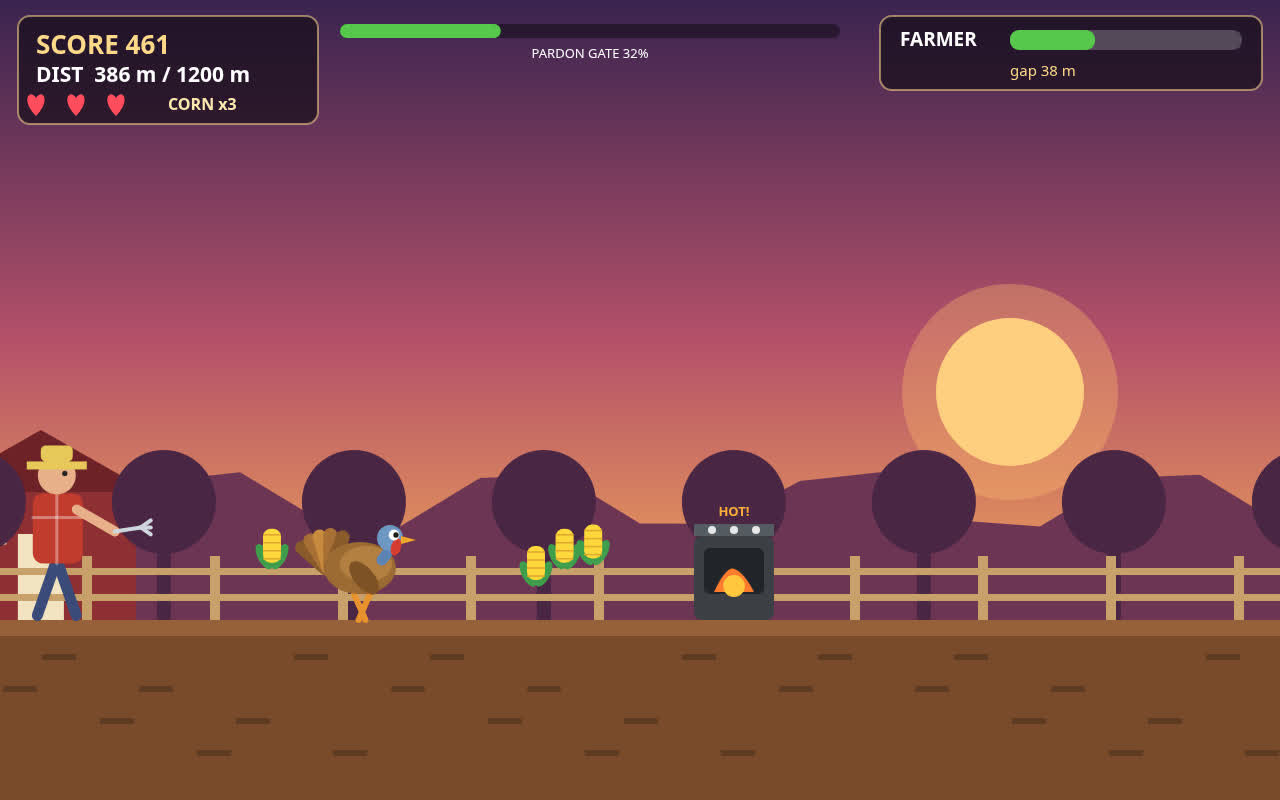 SCORE 461
DIST 386 m / 1200 m
CORN x3
PARDON GATE 32%
FARMER
gap 38 m
HOT!